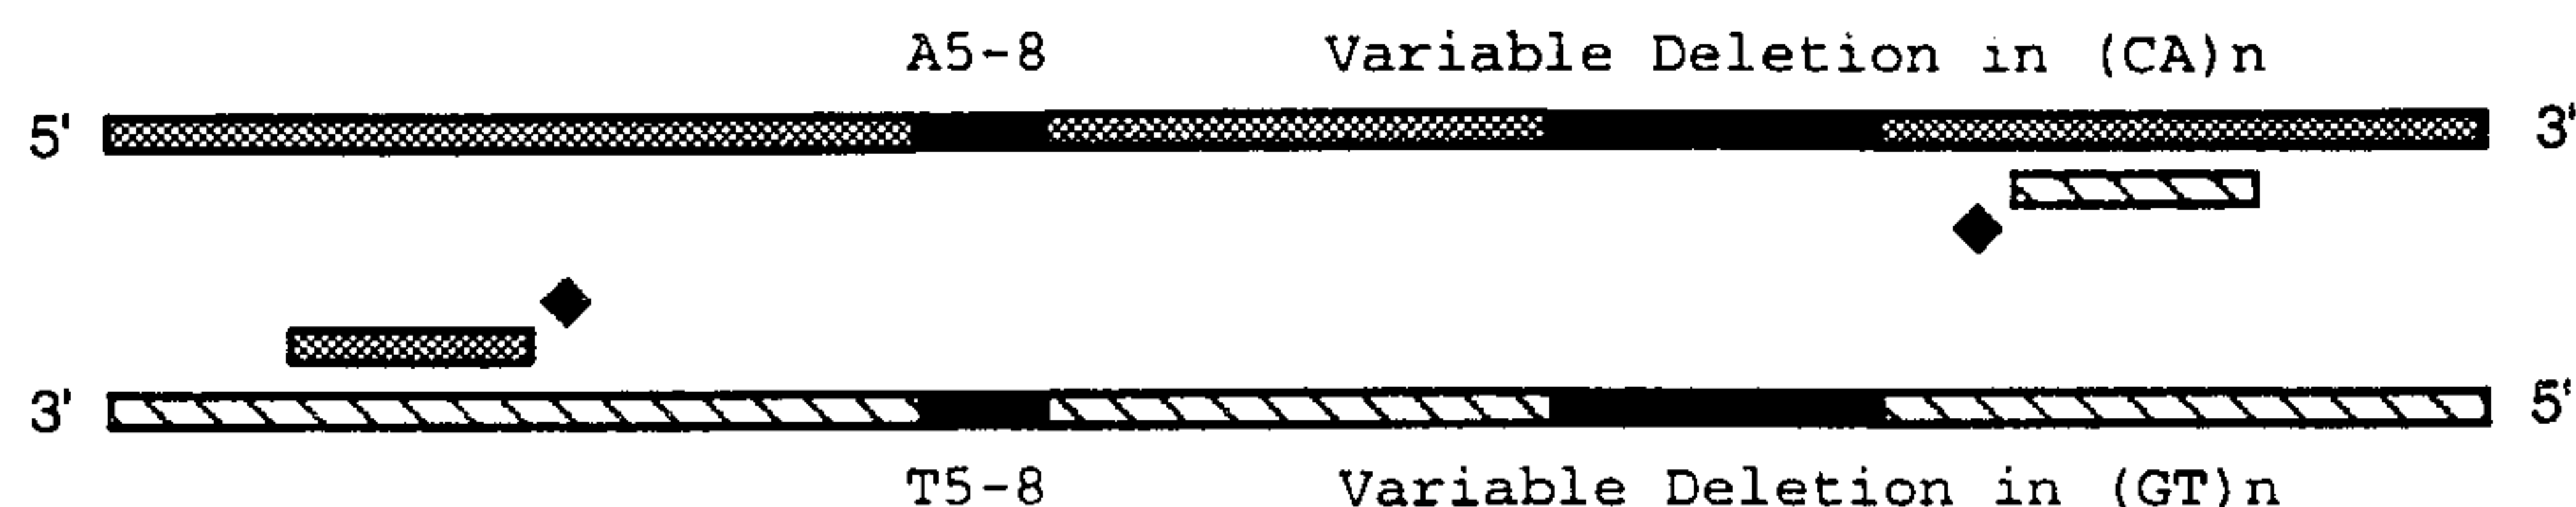 A5-8 Variable Deletion in (CA)n
5' 3'
3' 5'
T5-8 Variable Deletion in (GT)n